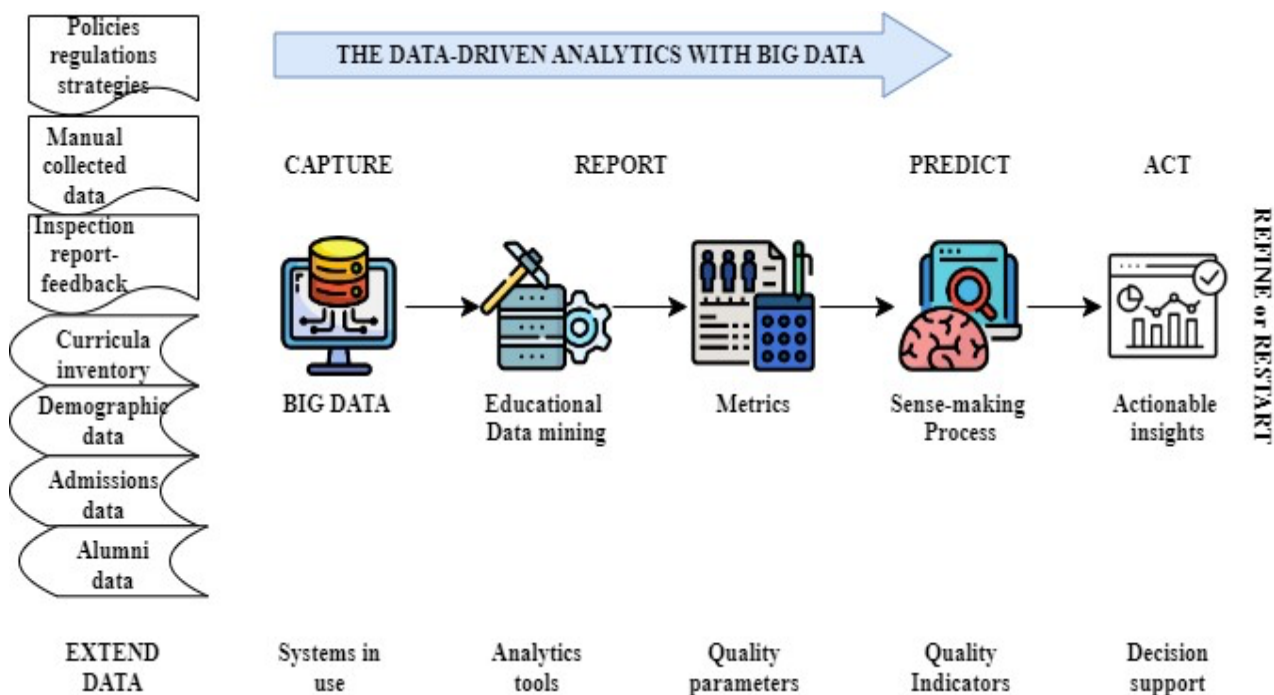 Policies
regulations
strategies
Manual
collected
data
Inspection
report-
feedback
Curricula
inventory
Demographic
data
Admissions
data
Alumni
data
EXTEND
DATA
THE DATA-DRIVEN ANALYTICS WITH BIG DATA
CAPTURE
REPORT
PREDICT
ACT
BIG DATA
Educational
Data mining
Metrics
Sense-making
Process
Actionable
insights
REFINE or RESTART
Systems in
use
Analytics
tools
Quality
parameters
Quality
Indicators
Decision
support